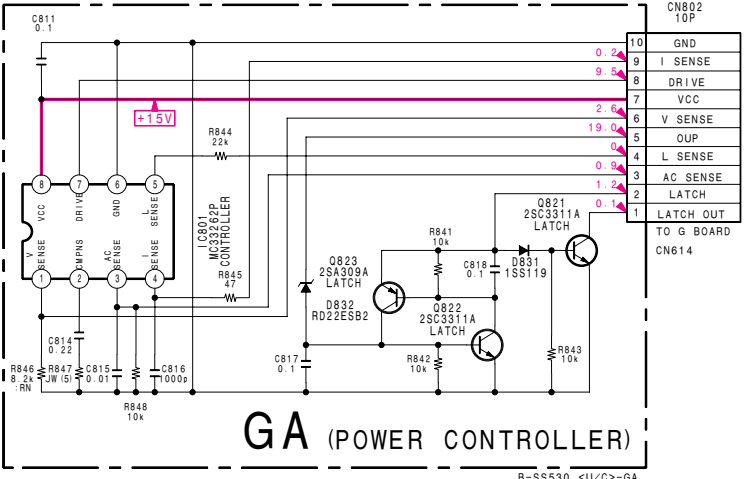 C811
0.1
CN802
10P
10 GND
0.2 9 I SENSE
9.5 8 DRIVE
7 VCC
2.6 6 V SENSE
19.0 5 OUP
0 4 L SENSE
0.9 3 AC SENSE
1.2 2 LATCH
0.1 1 LATCH OUT
TO G BOARD
CN614
+15V
R844
22k
8 7 6 5
VCC
DRIVE
GND
L SENSE
V SENSE
CMPNS
AC SENSE
I SENSE
1 2 3 4
IC801
MC33262P
CONTROLLER
R845
47
Q823
2SA309A
LATCH
D832
RD22ESB2
R841
10k
C818
0.1
D831
1SS119
Q821
2SC3311A
LATCH
Q822
2SC3311A
LATCH
C814
0.22
R846
8.2k
:RN
R847
JW(5)
C815
0.01
C816
1000p
R848
10k
C817
0.1
R842
10k
R843
10k
GA (POWER CONTROLLER)
B-SS530 <U/C>-GA